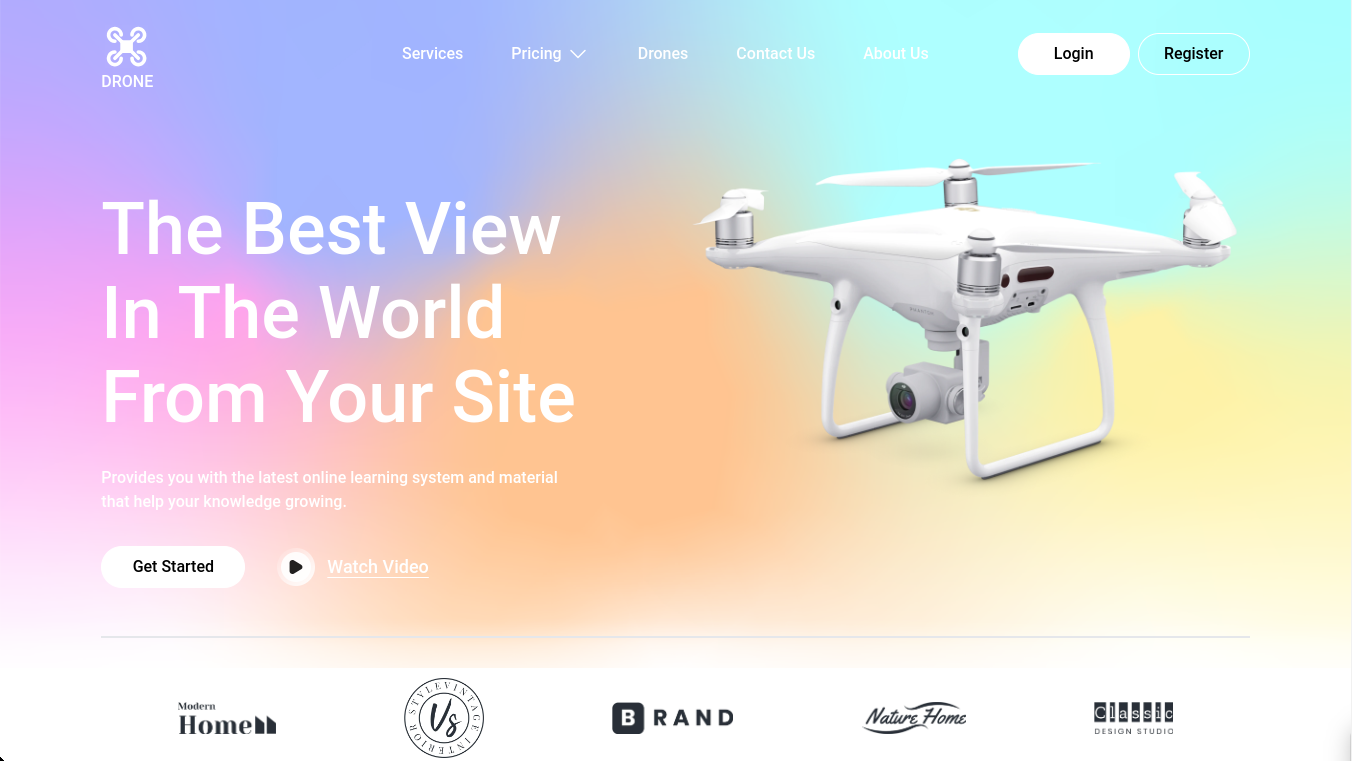 DRONE
Services
Pricing
Drones
Contact Us
About Us
Login
Register
The Best View
In The World
From Your Site
Provides you with the latest online learning system and material
that help your knowledge growing.
Get Started
Watch Video
Modern
Home
STYLEVINTAGE INTERIOR
Vs
B RAND
Nature Home
Classic
DESIGN STUDIO